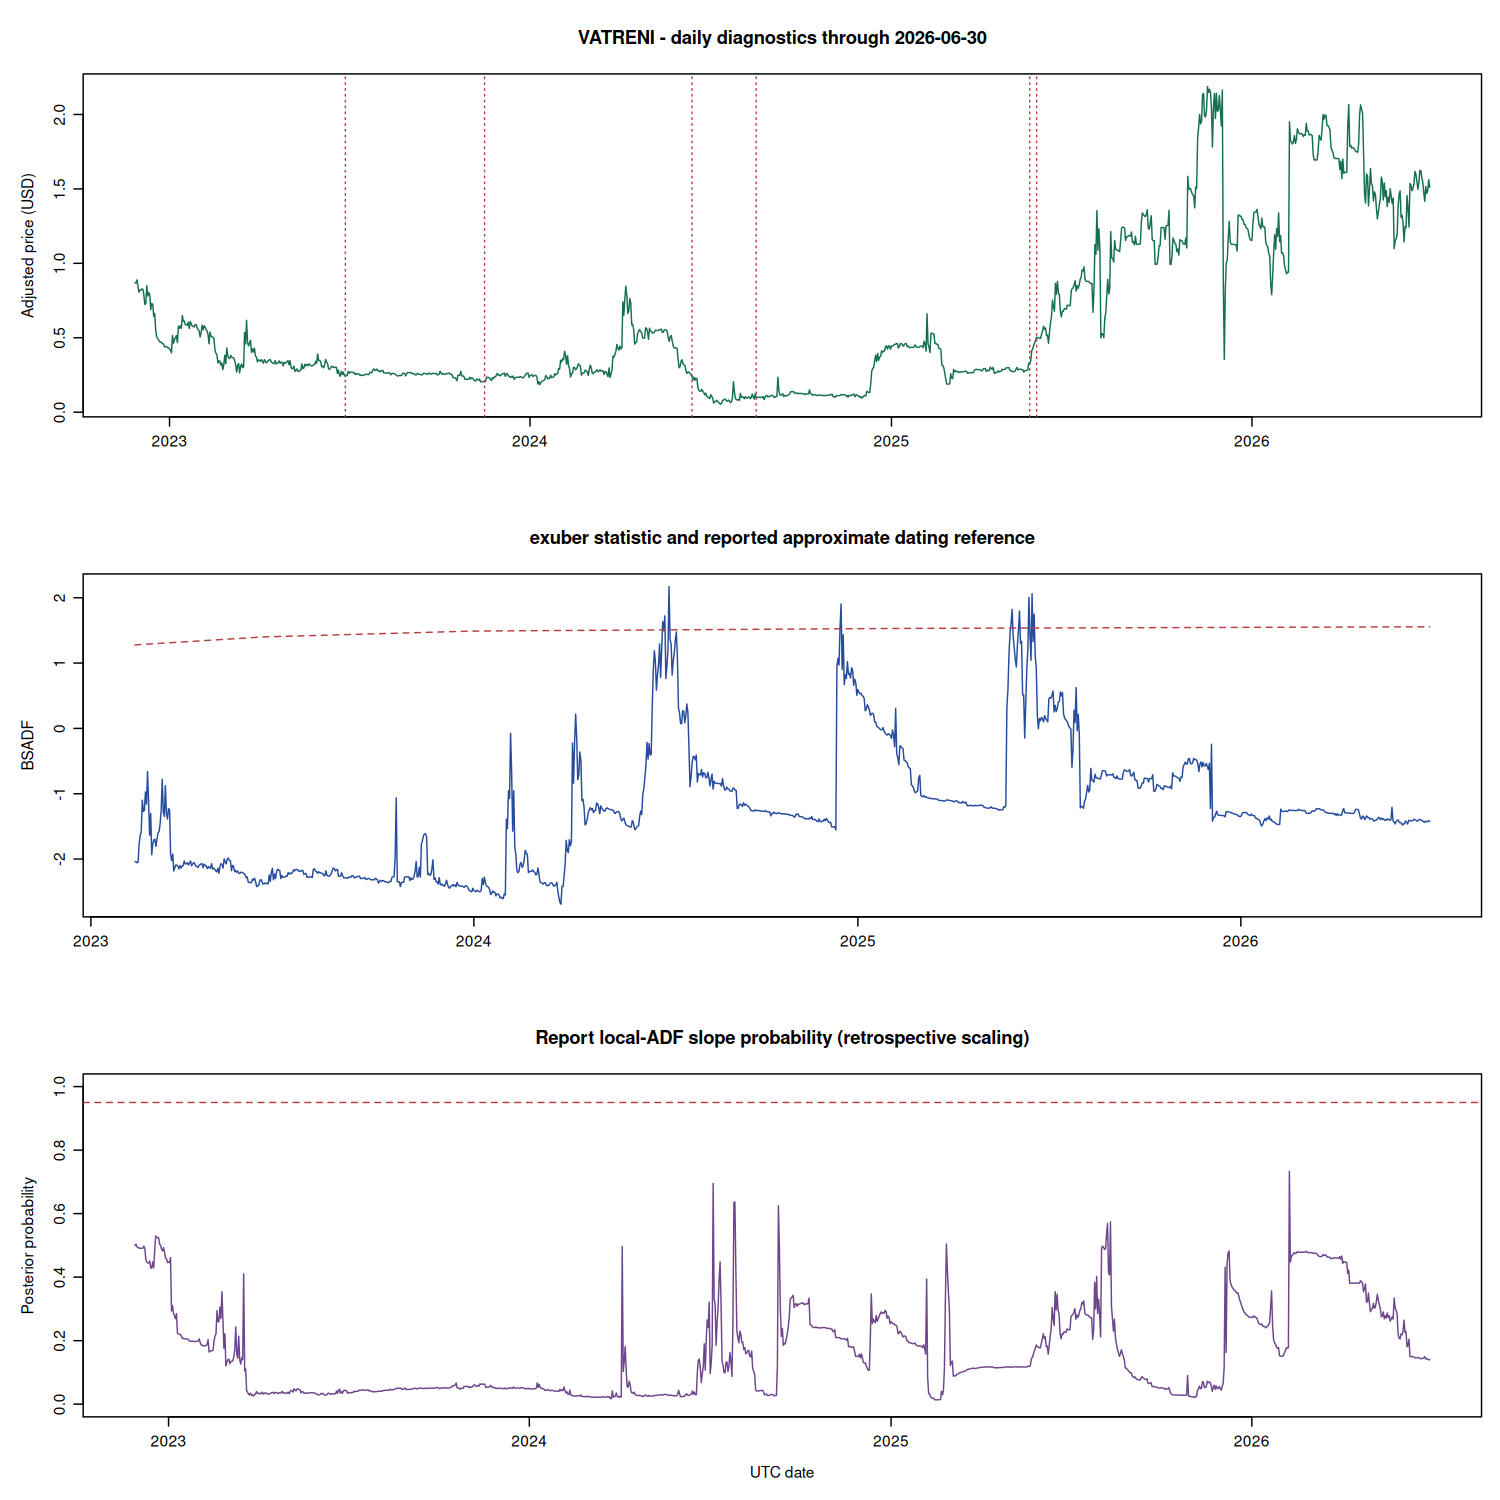 VATRENI - daily diagnostics through 2026-06-30
Adjusted price (USD)
2.0
1.5
1.0
0.5
0.0
2023 2024 2025 2026
exuber statistic and reported approximate dating reference
BSADF
2
1
0
-1
-2
2023 2024 2025 2026
Report local-ADF slope probability (retrospective scaling)
Posterior probability
1.0
0.8
0.6
0.4
0.2
0.0
2023 2024 2025 2026
UTC date